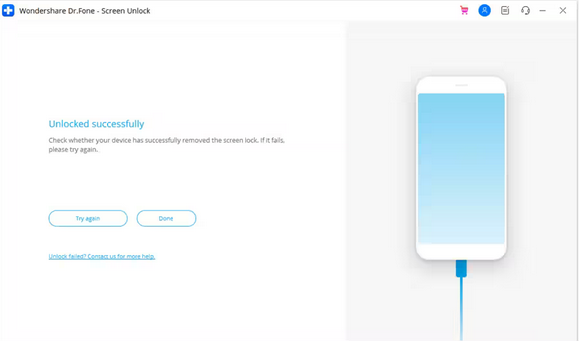 Wondershare Dr.Fone - Screen Unlock
Unlocked successfully
Check whether your device has successfully removed the screen lock. If it fails,
please try again.
Try again
Done
Unlock failed? Contact us for more help.